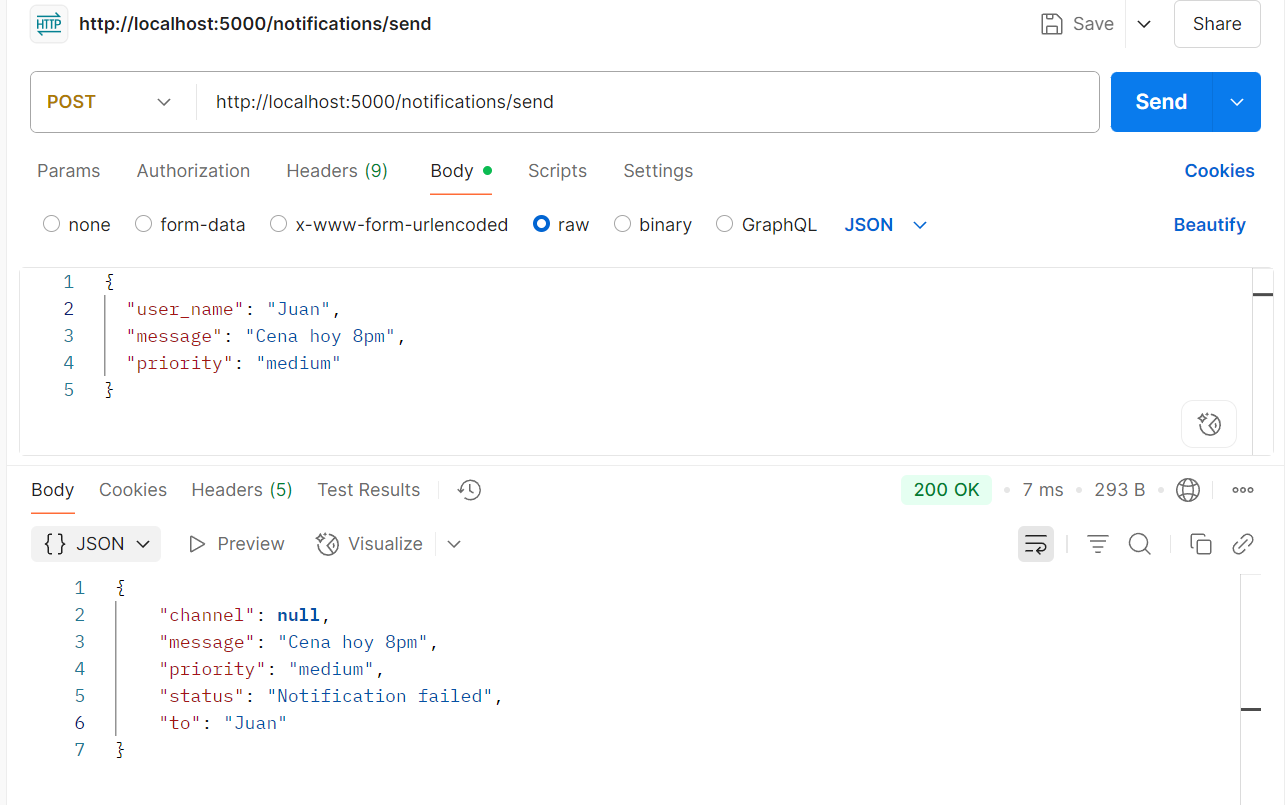 HTTP http://localhost:5000/notifications/send Save Share
POST http://localhost:5000/notifications/send Send
Params Authorization Headers (9) Body Scripts Settings Cookies
none form-data x-www-form-urlencoded raw binary GraphQL JSON Beautify
1 {
2 "user_name": "Juan",
3 "message": "Cena hoy 8pm",
4 "priority": "medium"
5 }
Body Cookies Headers (5) Test Results 200 OK • 7 ms • 293 B •
{} JSON Preview Visualize
1 {
2 "channel": null,
3 "message": "Cena hoy 8pm",
4 "priority": "medium",
5 "status": "Notification failed",
6 "to": "Juan"
7 }